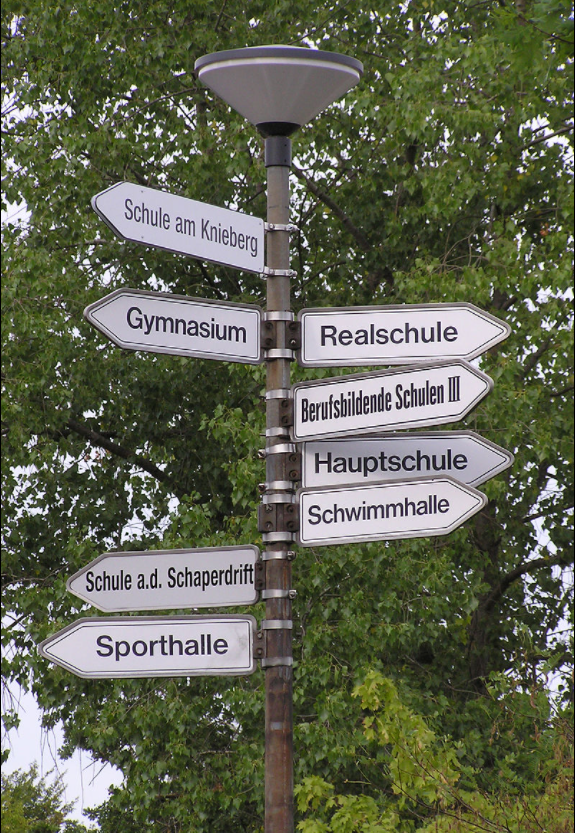 Schule am Knieberg
Gymnasium
Realschule
Berufsbildende Schulen III
Hauptschule
Schwimmhalle
Schule a.d. Schaperdrift
Sporthalle